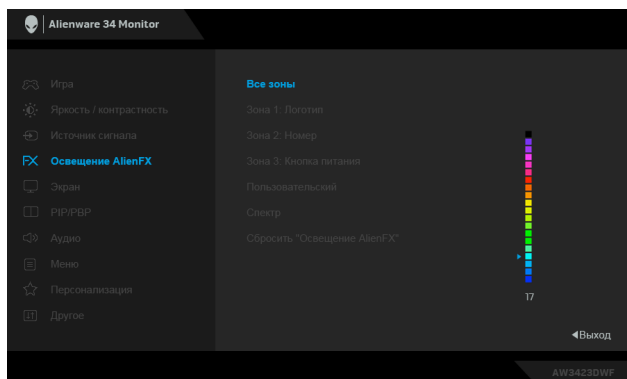 Alienware 34 Monitor
Игра
Яркость / контрастность
Источник сигнала
FX Освещение AlienFX
Экран
PIP/PBP
Аудио
Меню
Персонализация
Другое
Все зоны
Зона 1: Логотип
Зона 2: Номер
Зона 3: Кнопка питания
Пользовательский
Спектр
Сбросить "Освещение AlienFX"
17
Выход
AW3423DWF